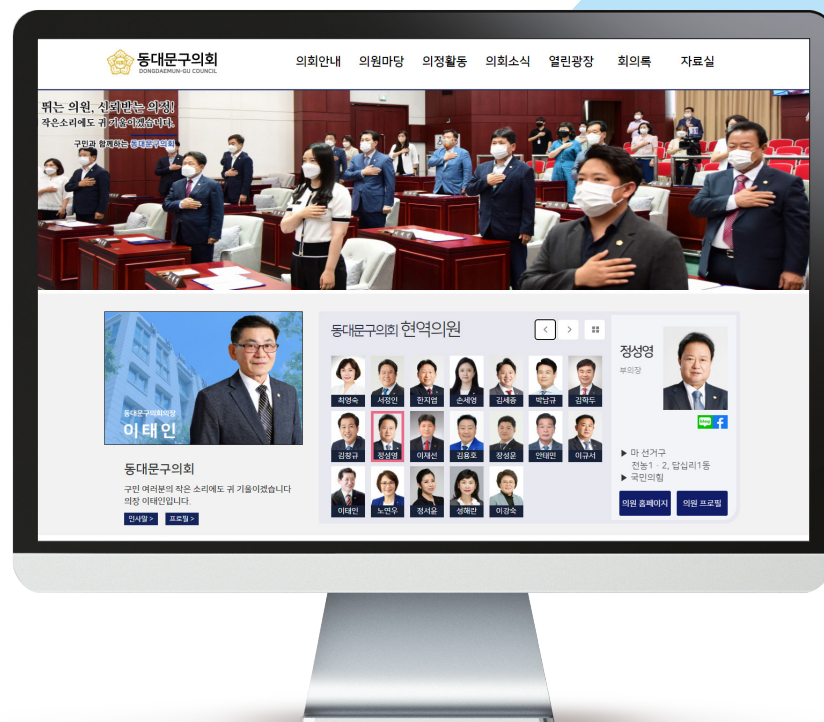 동대문구의회
DONGDAEMUN-GU COUNCIL
의회안내 의원마당 의정활동 의회소식 열린광장 회의록 자료실
뛰는 의원, 신뢰받는 의정!
작은소리에도 귀 기울이겠습니다.
구민과 함께하는 동대문구의회
동대문구의회의장
이태인
동대문구의회
구민 여러분의 작은 소리에도 귀 기울이겠습니다
의장 이태인입니다.
인사말 > 프로필 >
동대문구의회 현역의원
최영숙 서정인 한지엽 손세영 김세종 박남규 김학두
김창규 정성영 이재선 김용호 장성운 안태민 이규서
이태인 노연우 정서윤 성해란 이강숙
정성영
부의장
blog f
▶ 마 선거구
전농1 · 2, 답십리1동
▶ 국민의힘
의원 홈페이지 의원 프로필